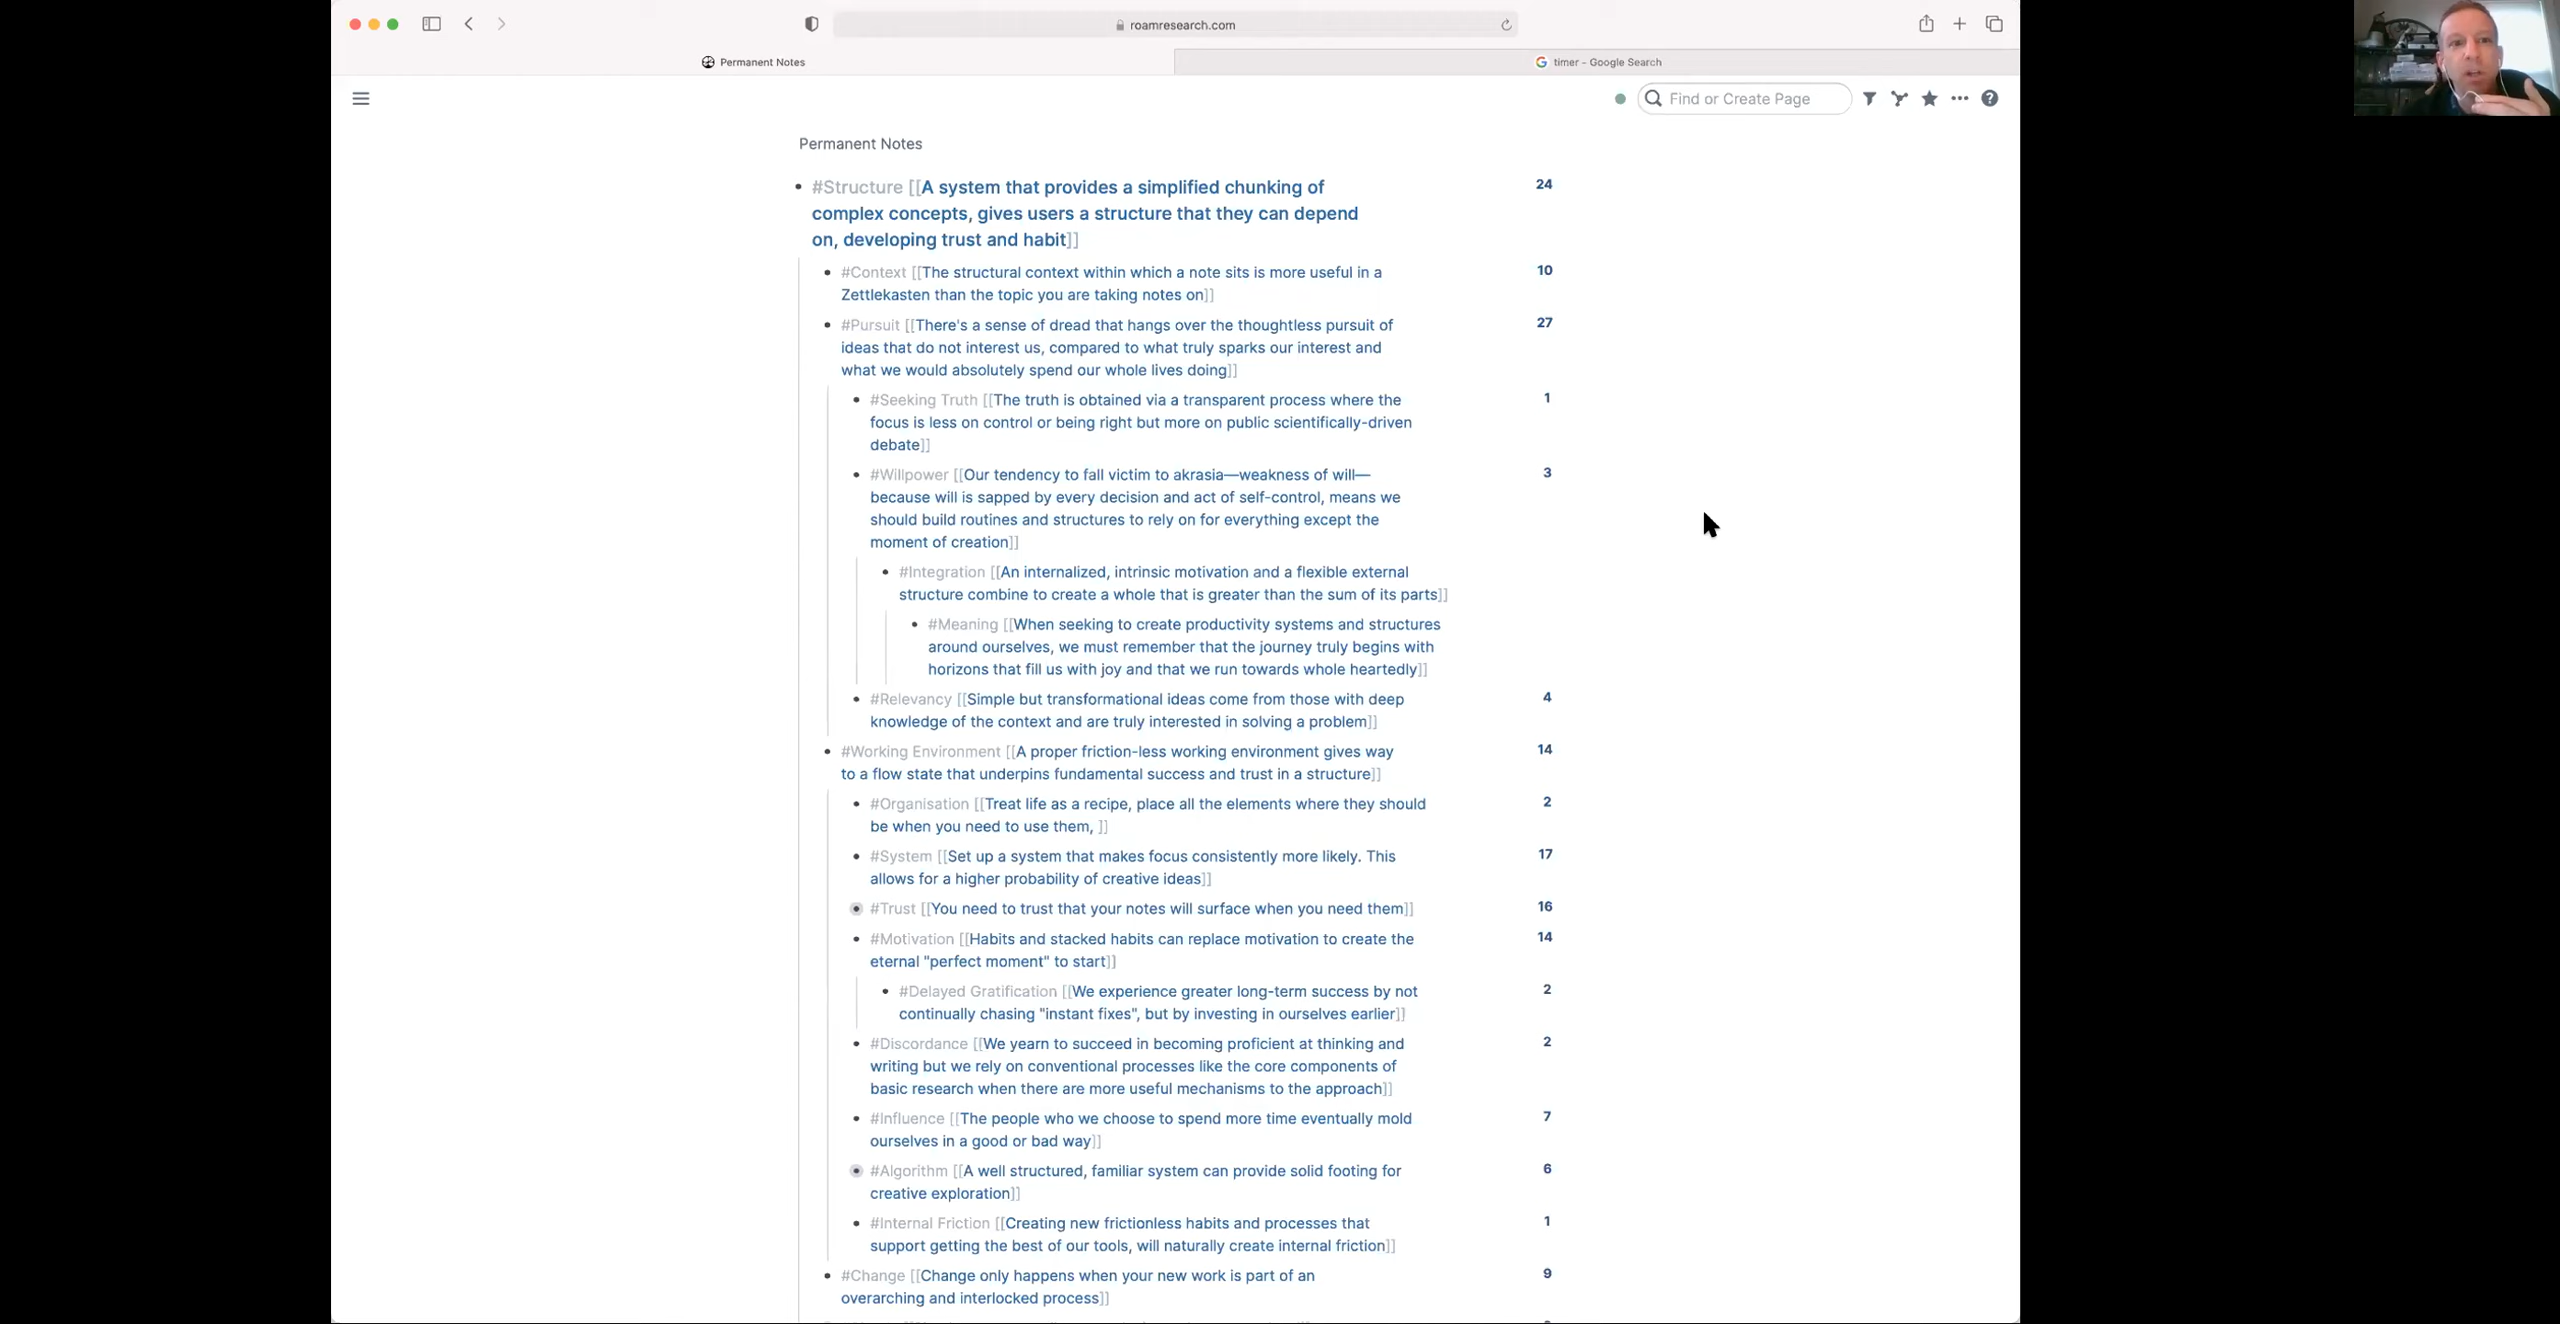 roamresearch.com
Permanent Notes
timer - Google Search
Find or Create Page
Permanent Notes
#Structure [[A system that provides a simplified chunking of
complex concepts, gives users a structure that they can depend
on, developing trust and habit]]
24
#Context [[The structural context within which a note sits is more useful in a
Zettlekasten than the topic you are taking notes on]]
10
#Pursuit [[There's a sense of dread that hangs over the thoughtless pursuit of
ideas that do not interest us, compared to what truly sparks our interest and
what we would absolutely spend our whole lives doing]]
27
#Seeking Truth [[The truth is obtained via a transparent process where the
focus is less on control or being right but more on public scientifically-driven
debate]]
1
#Willpower [[Our tendency to fall victim to akrasia—weakness of will—
because will is sapped by every decision and act of self-control, means we
should build routines and structures to rely on for everything except the
moment of creation]]
3
#Integration [[An internalized, intrinsic motivation and a flexible external
structure combine to create a whole that is greater than the sum of its parts]]
#Meaning [[When seeking to create productivity systems and structures
around ourselves, we must remember that the journey truly begins with
horizons that fill us with joy and that we run towards whole heartedly]]
#Relevancy [[Simple but transformational ideas come from those with deep
knowledge of the context and are truly interested in solving a problem]]
4
#Working Environment [[A proper friction-less working environment gives way
to a flow state that underpins fundamental success and trust in a structure]]
14
#Organisation [[Treat life as a recipe, place all the elements where they should
be when you need to use them, ]]
2
#System [[Set up a system that makes focus consistently more likely. This
allows for a higher probability of creative ideas]]
17
#Trust [[You need to trust that your notes will surface when you need them]]
16
#Motivation [[Habits and stacked habits can replace motivation to create the
eternal "perfect moment" to start]]
14
#Delayed Gratification [[We experience greater long-term success by not
continually chasing "instant fixes", but by investing in ourselves earlier]]
2
#Discordance [[We yearn to succeed in becoming proficient at thinking and
writing but we rely on conventional processes like the core components of
basic research when there are more useful mechanisms to the approach]]
2
#Influence [[The people who we choose to spend more time eventually mold
ourselves in a good or bad way]]
7
#Algorithm [[A well structured, familiar system can provide solid footing for
creative exploration]]
6
#Internal Friction [[Creating new frictionless habits and processes that
support getting the best of our tools, will naturally create internal friction]]
1
#Change [[Change only happens when your new work is part of an
overarching and interlocked process]]
9